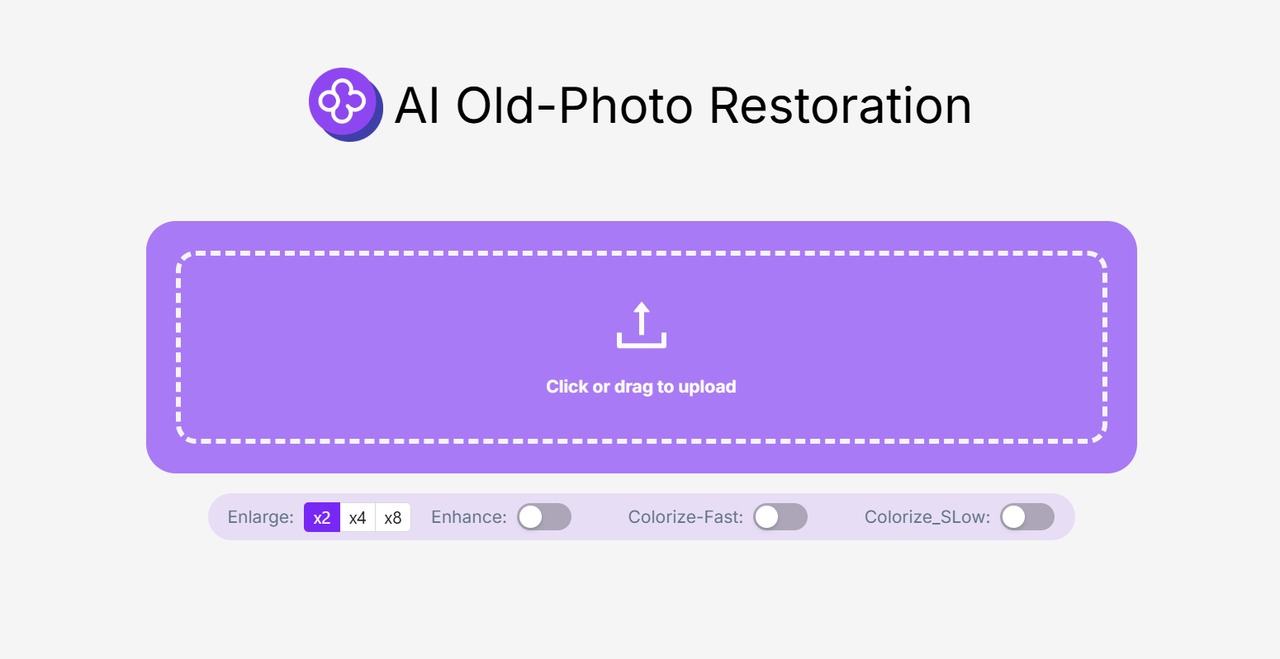 AI Old-Photo Restoration
Click or drag to upload
Enlarge: x2 x4 x8 Enhance: Colorize-Fast: Colorize_SLow: